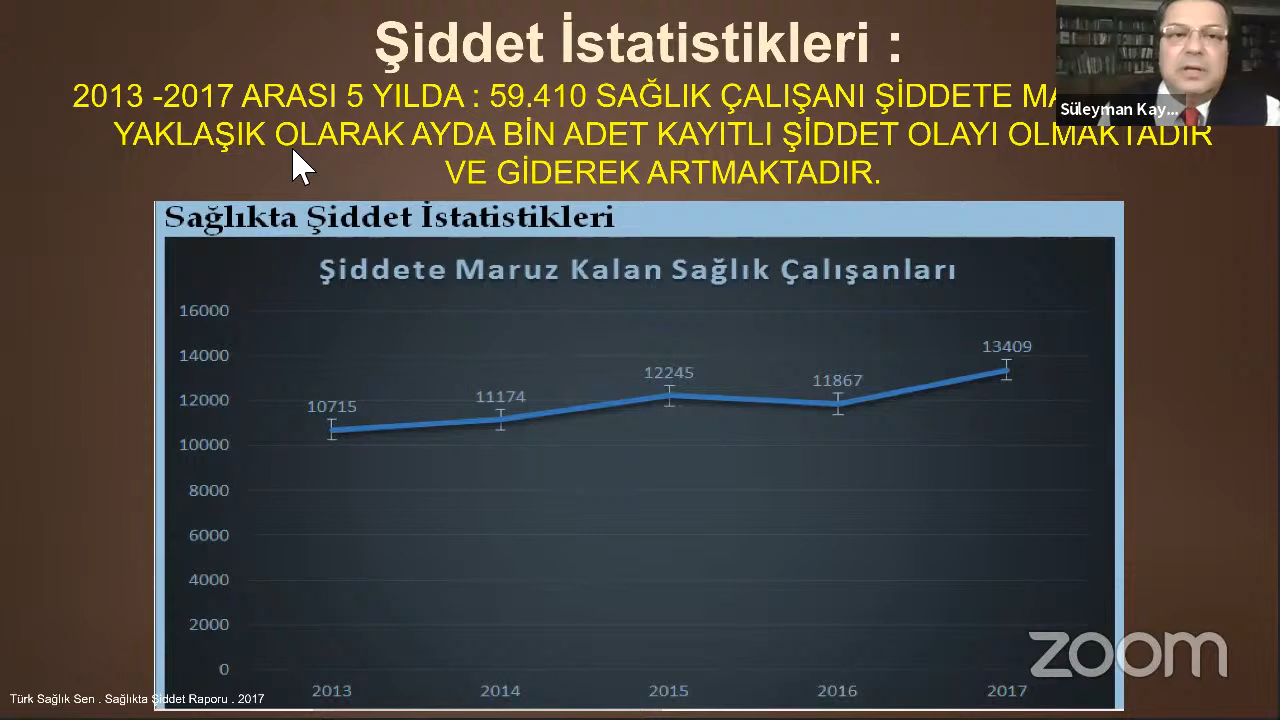 Şiddet İstatistikleri :
2013 -2017 ARASI 5 YILDA : 59.410 SAĞLIK ÇALIŞANI ŞİDDETE
YAKLAŞIK OLARAK AYDA BİN ADET KAYITLI ŞİDDET OLAYI OLMAKTADIR
VE GİDEREK ARTMAKTADIR.
Süleyman Kay...
Sağlıkta Şiddet İstatistikleri
Şiddete Maruz Kalan Sağlık Çalışanları
16000
14000
12000
10000
8000
6000
4000
2000
0
10715
11174
12245
11867
13409
2013 2014 2015 2016 2017
zoom
Türk Sağlık Sen . Sağlıkta Şiddet Raporu . 2017